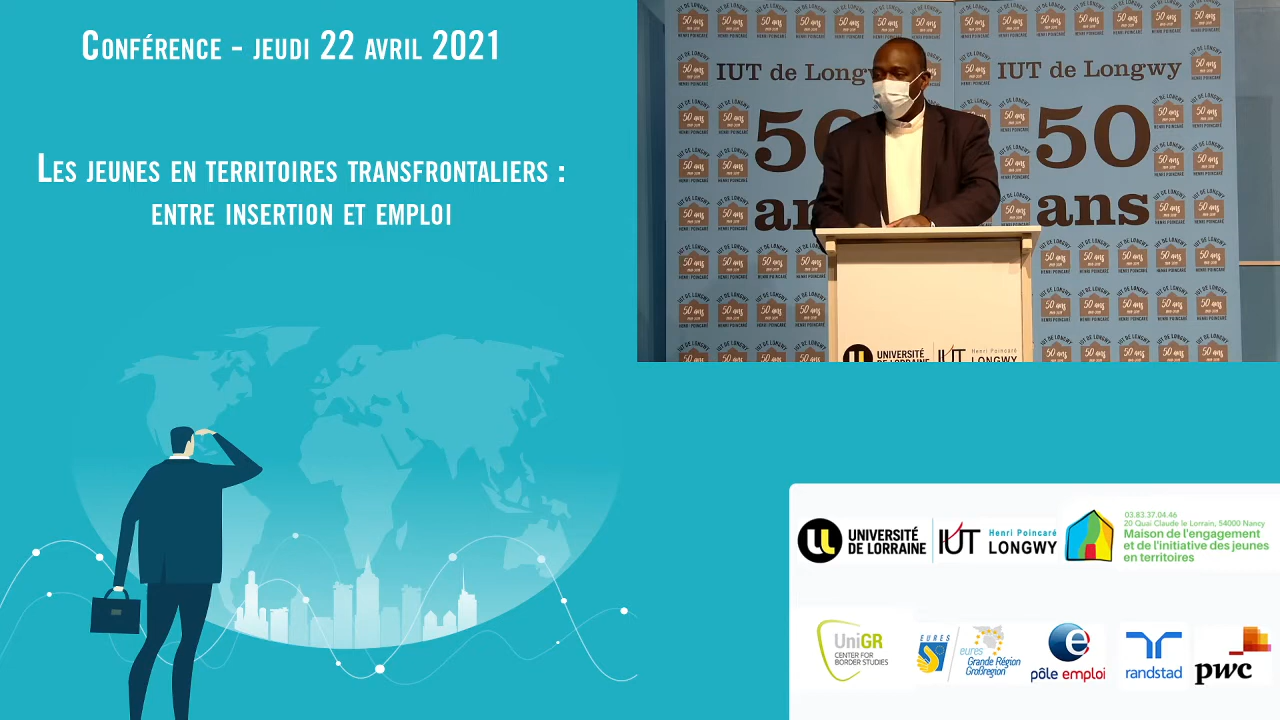 Conférence - jeudi 22 avril 2021
Les jeunes en territoires transfrontaliers :
entre insertion et emploi
IUT de Longwy
IUT de Longwy
50
50
ans
UNIVERSITÉ
DE LORRAINE
IUT
Henri Poincaré
LONGWY
UNIVERSITÉ
DE LORRAINE
IUT
Henri Poincaré
LONGWY
03.83.37.04.46
20 Quai Claude le Lorrain, 54000 Nancy
Maison de l'engagement
et de l'initiative des jeunes
en territoires
UniGR
CENTER FOR
BORDER STUDIES
EURES
eures
Grande Région
Großregion
pôle emploi
randstad
pwc